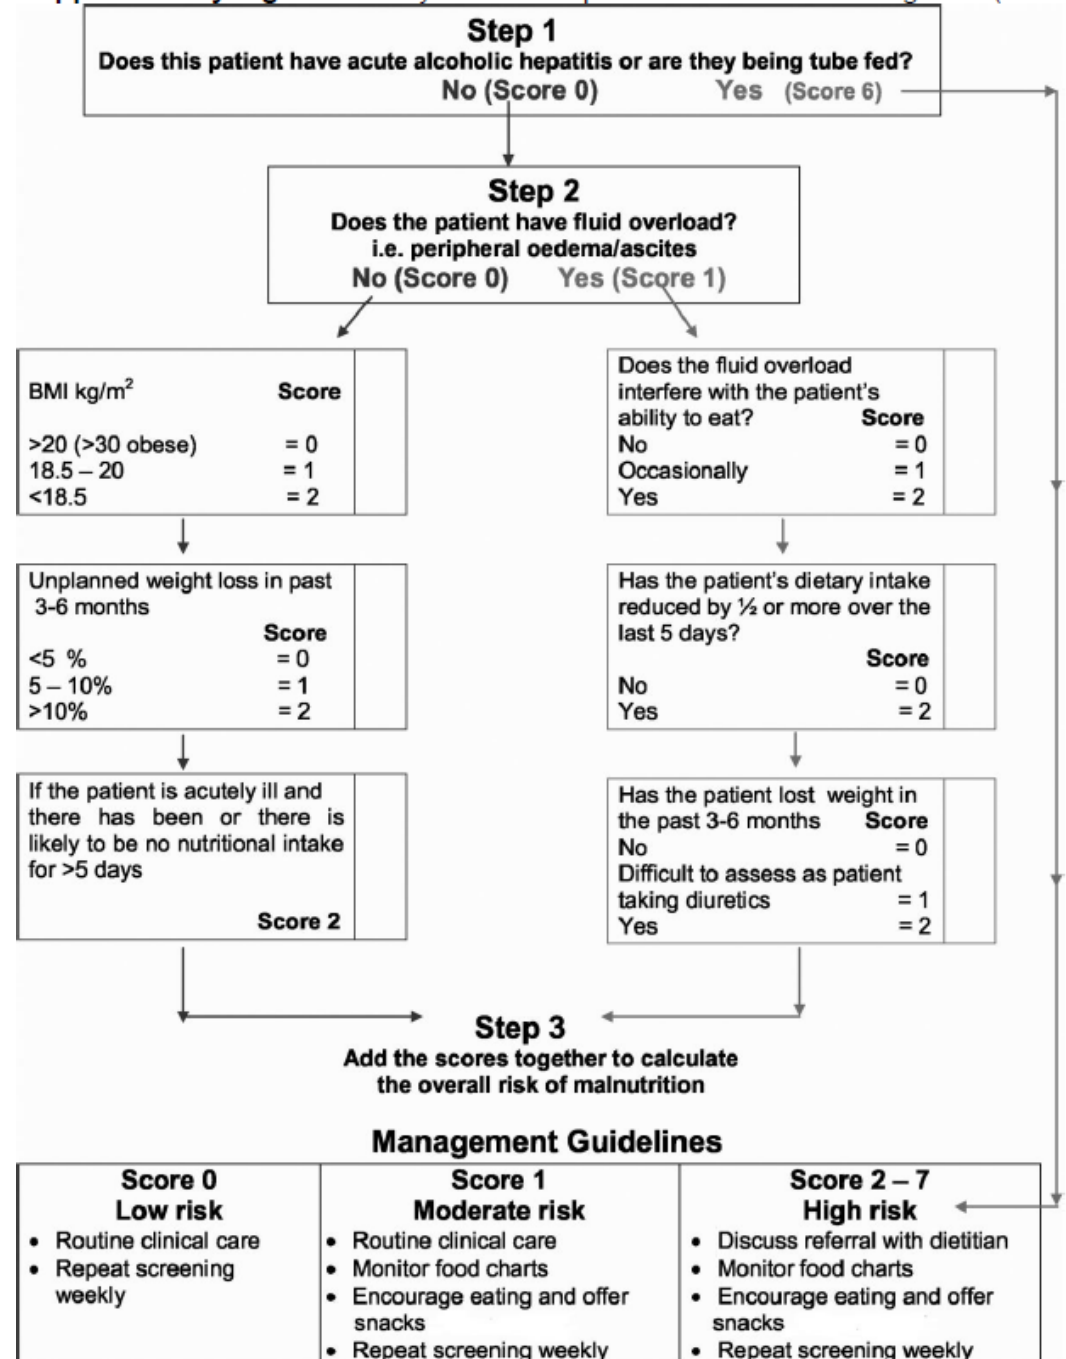 Step 1
Does this patient have acute alcoholic hepatitis or are they being tube fed?
No (Score 0) Yes (Score 6)
Step 2
Does the patient have fluid overload?
i.e. peripheral oedema/ascites
No (Score 0) Yes (Score 1)
BMI kg/m² Score
>20 (>30 obese) = 0
18.5 – 20 = 1
<18.5 = 2
Unplanned weight loss in past
3-6 months
Score
<5 % = 0
5 – 10% = 1
>10% = 2
If the patient is acutely ill and
there has been or there is
likely to be no nutritional intake
for >5 days
Score 2
Does the fluid overload
interfere with the patient's
ability to eat? Score
No = 0
Occasionally = 1
Yes = 2
Has the patient's dietary intake
reduced by ½ or more over the
last 5 days?
Score
No = 0
Yes = 2
Has the patient lost weight in
the past 3-6 months Score
No = 0
Difficult to assess as patient
taking diuretics = 1
Yes = 2
Step 3
Add the scores together to calculate
the overall risk of malnutrition
Management Guidelines
Score 0
Low risk
• Routine clinical care
• Repeat screening
weekly
Score 1
Moderate risk
• Routine clinical care
• Monitor food charts
• Encourage eating and offer
snacks
• Repeat screening weekly
Score 2 – 7
High risk
• Discuss referral with dietitian
• Monitor food charts
• Encourage eating and offer
snacks
• Repeat screening weekly